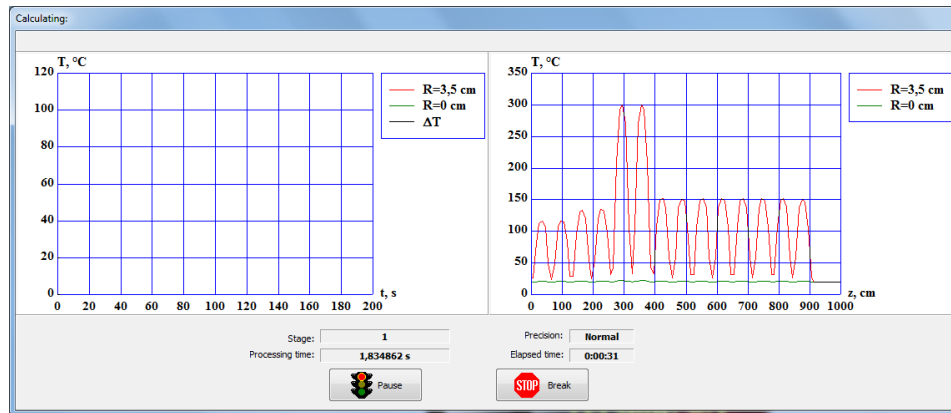 Calculating:
T, °C
120
100
80
60
40
20
0
0 20 40 60 80 100 120 140 160 180 200
t, s
R=3,5 cm
R=0 cm
ΔT
T, °C
350
300
250
200
150
100
50
0
0 100 200 300 400 500 600 700 800 900 1000
z, cm
R=3,5 cm
R=0 cm
Stage: 1
Processing time: 1,834862 s
Precision: Normal
Elapsed time: 0:00:31
Pause
STOP Break